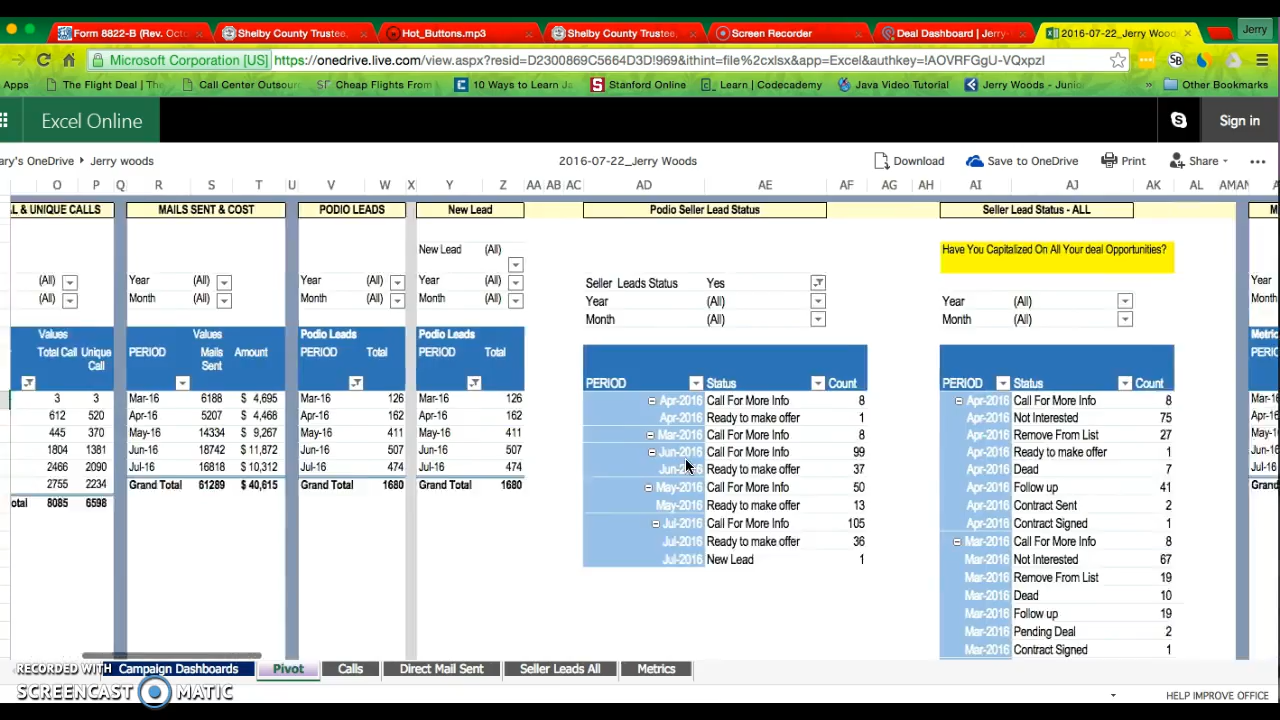 Form 8822-B (Rev. Octo
Shelby County Trustee,
Hot_Buttons.mp3
Shelby County Trustee,
Screen Recorder
Deal Dashboard | Jerry-
2016-07-22_Jerry Woo
Jerry
Microsoft Corporation [US]
https://onedrive.live.com/view.aspx?resid=D2300869C5664D3D!969&ithint=file%2cxlsx&app=Excel&authkey=!AOVRFGgU-VQxpzI
Apps
The Flight Deal | The
Call Center Outsour
Cheap Flights From
10 Ways to Learn Ja
Stanford Online
Learn | Codecademy
Java Video Tutorial
Jerry Woods - Junio
»
Other Bookmarks
Excel Online
Sign in
ary's OneDrive
Jerry woods
2016-07-22_Jerry Woods
Download
Save to OneDrive
Print
Share
O P Q R S T U V W X Y Z AA AB AC AD AE AF AG AH AI AJ AK AL AM AN
L & UNIQUE CALLS
MAILS SENT & COST
PODIO LEADS
New Lead
Podio Seller Lead Status
Seller Lead Status - ALL
M
New Lead (All)
Have You Capitalized On All Your deal Opportunities?
(All) Year (All) Year (All) Year (All)
(All) Month (All) Month (All) Month (All)
Seller Leads Status Yes
Year (All)
Month (All)
Year (All)
Month (All)
Year
Month
Values
Total Call Unique Call
3 3
612 520
445 370
1804 1381
2466 2090
2755 2234
otal 8085 6598
Values
PERIOD Mails Sent Amount
Mar-16 6188 $ 4,695
Apr-16 5207 $ 4,468
May-16 14334 $ 9,267
Jun-16 18742 $ 11,872
Jul-16 16818 $ 10,312
Grand Total 61289 $ 40,615
Podio Leads
PERIOD Total
Mar-16 126
Apr-16 162
May-16 411
Jun-16 507
Jul-16 474
Grand Total 1680
Podio Leads
PERIOD Total
Mar-16 126
Apr-16 162
May-16 411
Jun-16 507
Jul-16 474
Grand Total 1680
PERIOD Status Count
Apr-2016 Call For More Info 8
Apr-2016 Ready to make offer 1
Mar-2016 Call For More Info 8
Jun-2016 Call For More Info 99
Jun-2016 Ready to make offer 37
May-2016 Call For More Info 50
May-2016 Ready to make offer 13
Jul-2016 Call For More Info 105
Jul-2016 Ready to make offer 36
Jul-2016 New Lead 1
PERIOD Status Count
Apr-2016 Call For More Info 8
Apr-2016 Not Interested 75
Apr-2016 Remove From List 27
Apr-2016 Ready to make offer 1
Apr-2016 Dead 7
Apr-2016 Follow up 41
Apr-2016 Contract Sent 2
Apr-2016 Contract Signed 1
Mar-2016 Call For More Info 8
Mar-2016 Not Interested 67
Mar-2016 Remove From List 19
Mar-2016 Dead 10
Mar-2016 Follow up 19
Mar-2016 Pending Deal 2
Mar-2016 Contract Signed 1
Metric
PERIO
Mar-16
Apr-16
May-16
Jun-16
Jul-16
Grand
Campaign Dashboards
Pivot
Calls
Direct Mail Sent
Seller Leads All
Metrics
RECORDED WITH
SCREENCAST MATIC
HELP IMPROVE OFFICE